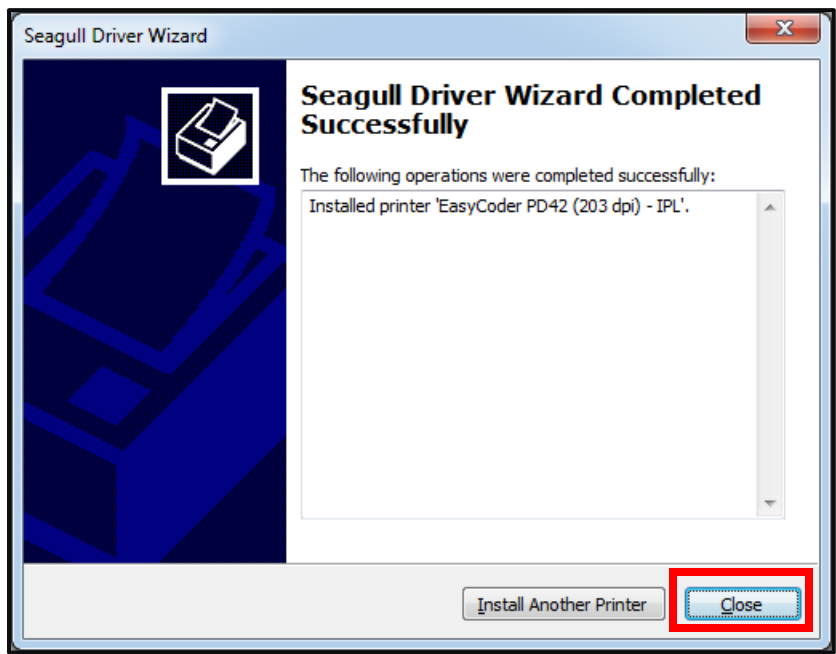 Seagull Driver Wizard
Seagull Driver Wizard Completed
Successfully
The following operations were completed successfully:
Installed printer 'EasyCoder PD42 (203 dpi) - IPL'.
Install Another Printer
Close